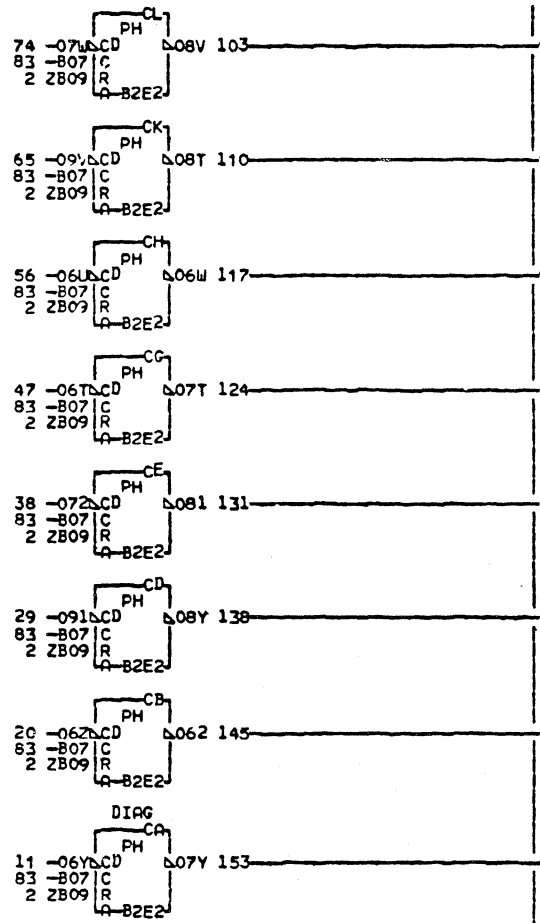 CL
PH
74 -07W CD 08V 103
83 -B07 C
2 ZB09 R
A B2E2
CK
PH
65 -09V CD 08T 110
83 -B07 C
2 ZB09 R
A B2E2
CH
PH
56 -06U CD 06W 117
83 -B07 C
2 ZB09 R
A B2E2
CG
PH
47 -06T CD 07T 124
83 -B07 C
2 ZB09 R
A B2E2
CE
PH
38 -072 CD 081 131
83 -B07 C
2 ZB09 R
A B2E2
CD
PH
29 -091 CD 08Y 138
83 -B07 C
2 ZB09 R
A B2E2
CB
PH
20 -06Z CD 062 145
83 -B07 C
2 ZB09 R
A B2E2
DIAG
CA
PH
11 -06Y CD 07Y 153
83 -B07 C
2 ZB09 R
A B2E2